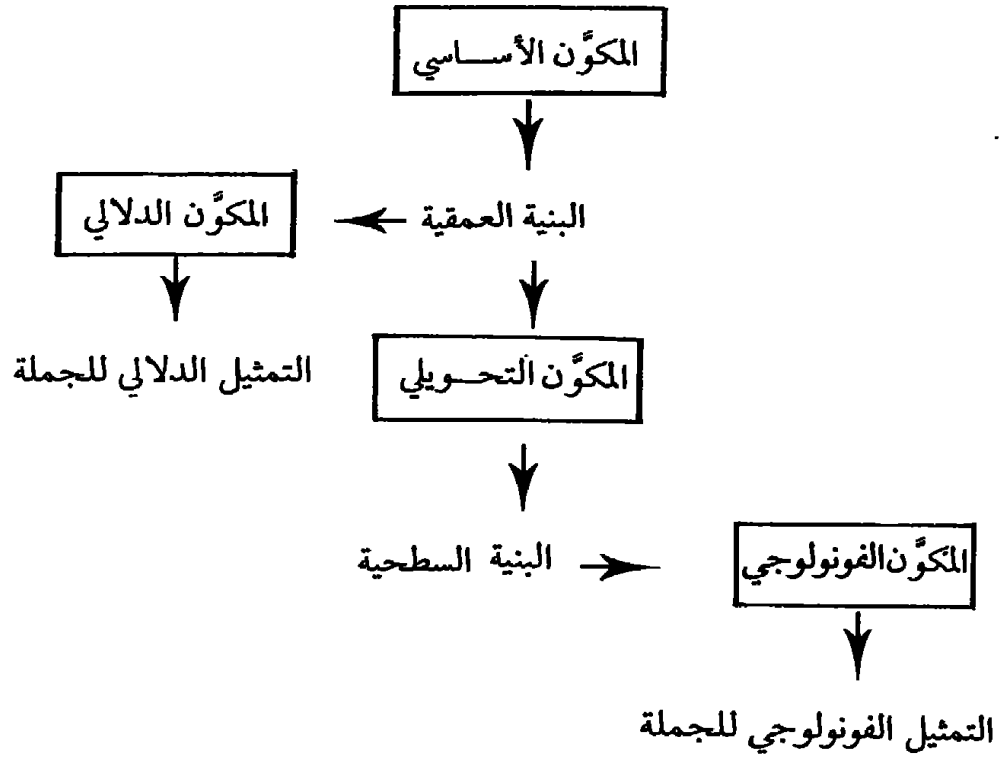 المكوَّن الأساسي
البنية العمقية
المكوَّن الدلالي
التمثيل الدلالي للجملة
المكوَّن التحويلي
البنية السطحية
المكوَّن الفونولوجي
التمثيل الفونولوجي للجملة